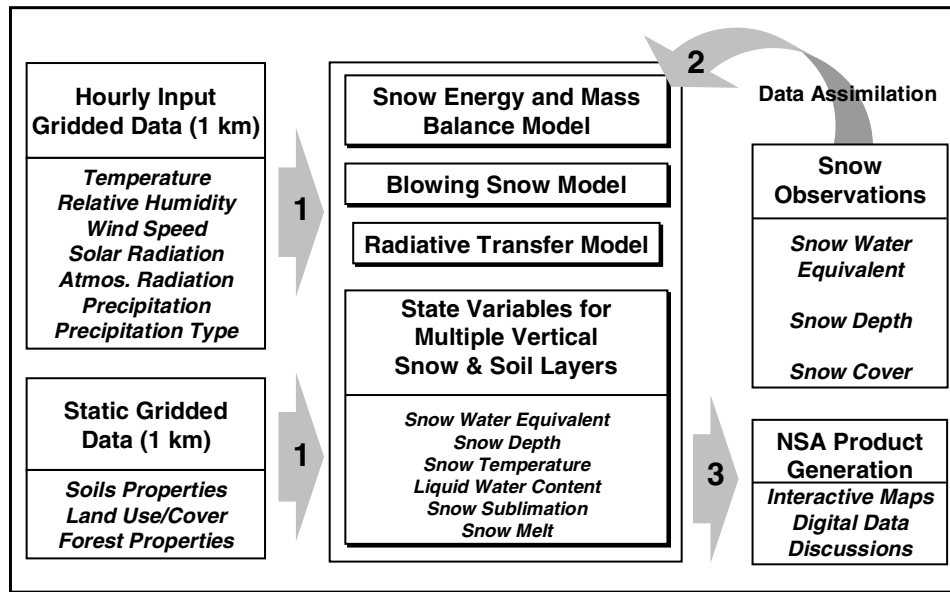 Hourly Input
Gridded Data (1 km)
Temperature
Relative Humidity
Wind Speed
Solar Radiation
Atmos. Radiation
Precipitation
Precipitation Type
Static Gridded
Data (1 km)
Soils Properties
Land Use/Cover
Forest Properties
1
1
Snow Energy and Mass
Balance Model
Blowing Snow Model
Radiative Transfer Model
State Variables for
Multiple Vertical
Snow & Soil Layers
Snow Water Equivalent
Snow Depth
Snow Temperature
Liquid Water Content
Snow Sublimation
Snow Melt
2
Data Assimilation
Snow
Observations
Snow Water
Equivalent
Snow Depth
Snow Cover
3
NSA Product
Generation
Interactive Maps
Digital Data
Discussions